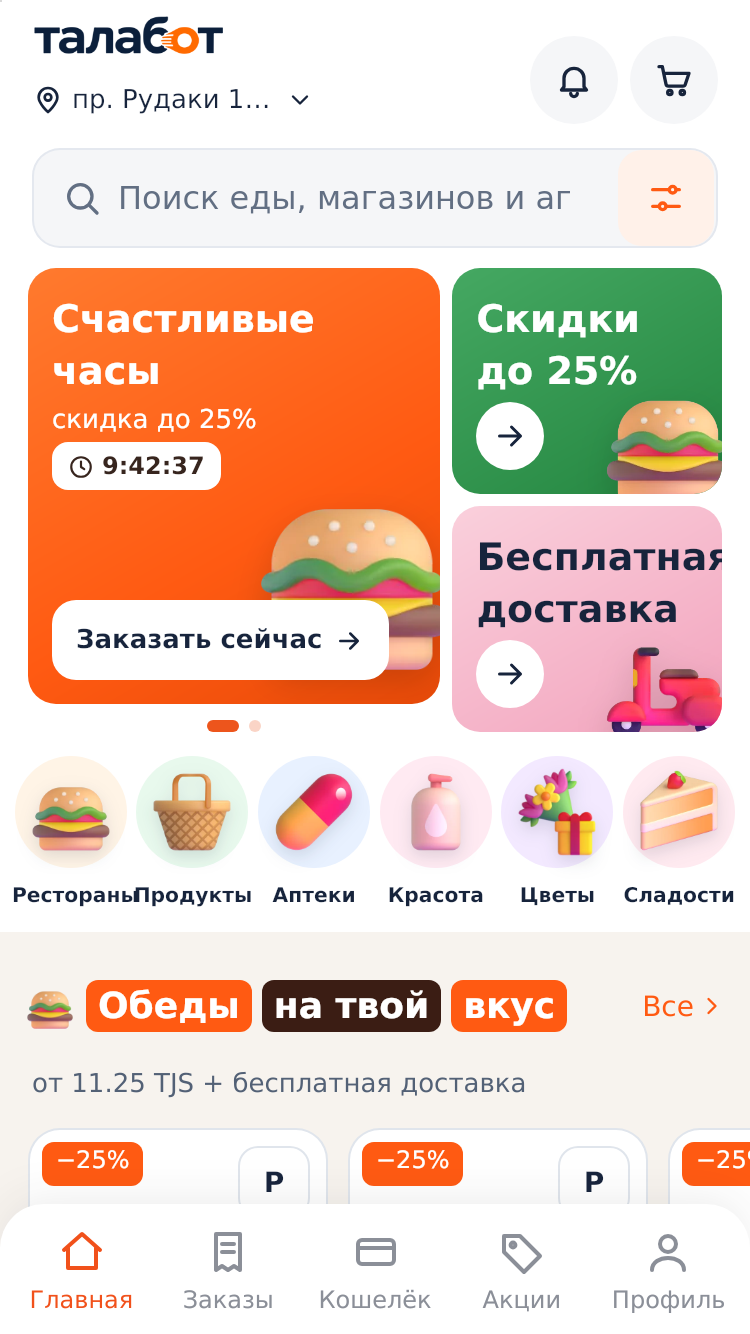 талабот
пр. Рудаки 1...
Поиск еды, магазинов и аг
Счастливые
часы
скидка до 25%
9:42:37
Заказать сейчас
Скидки
до 25%
Бесплатная
доставка
Рестораны
Продукты
Аптеки
Красота
Цветы
Сладости
Обеды на твой вкус
Все
от 11.25 TJS + бесплатная доставка
−25%
P
−25%
P
−25%
Главная
Заказы
Кошелёк
Акции
Профиль